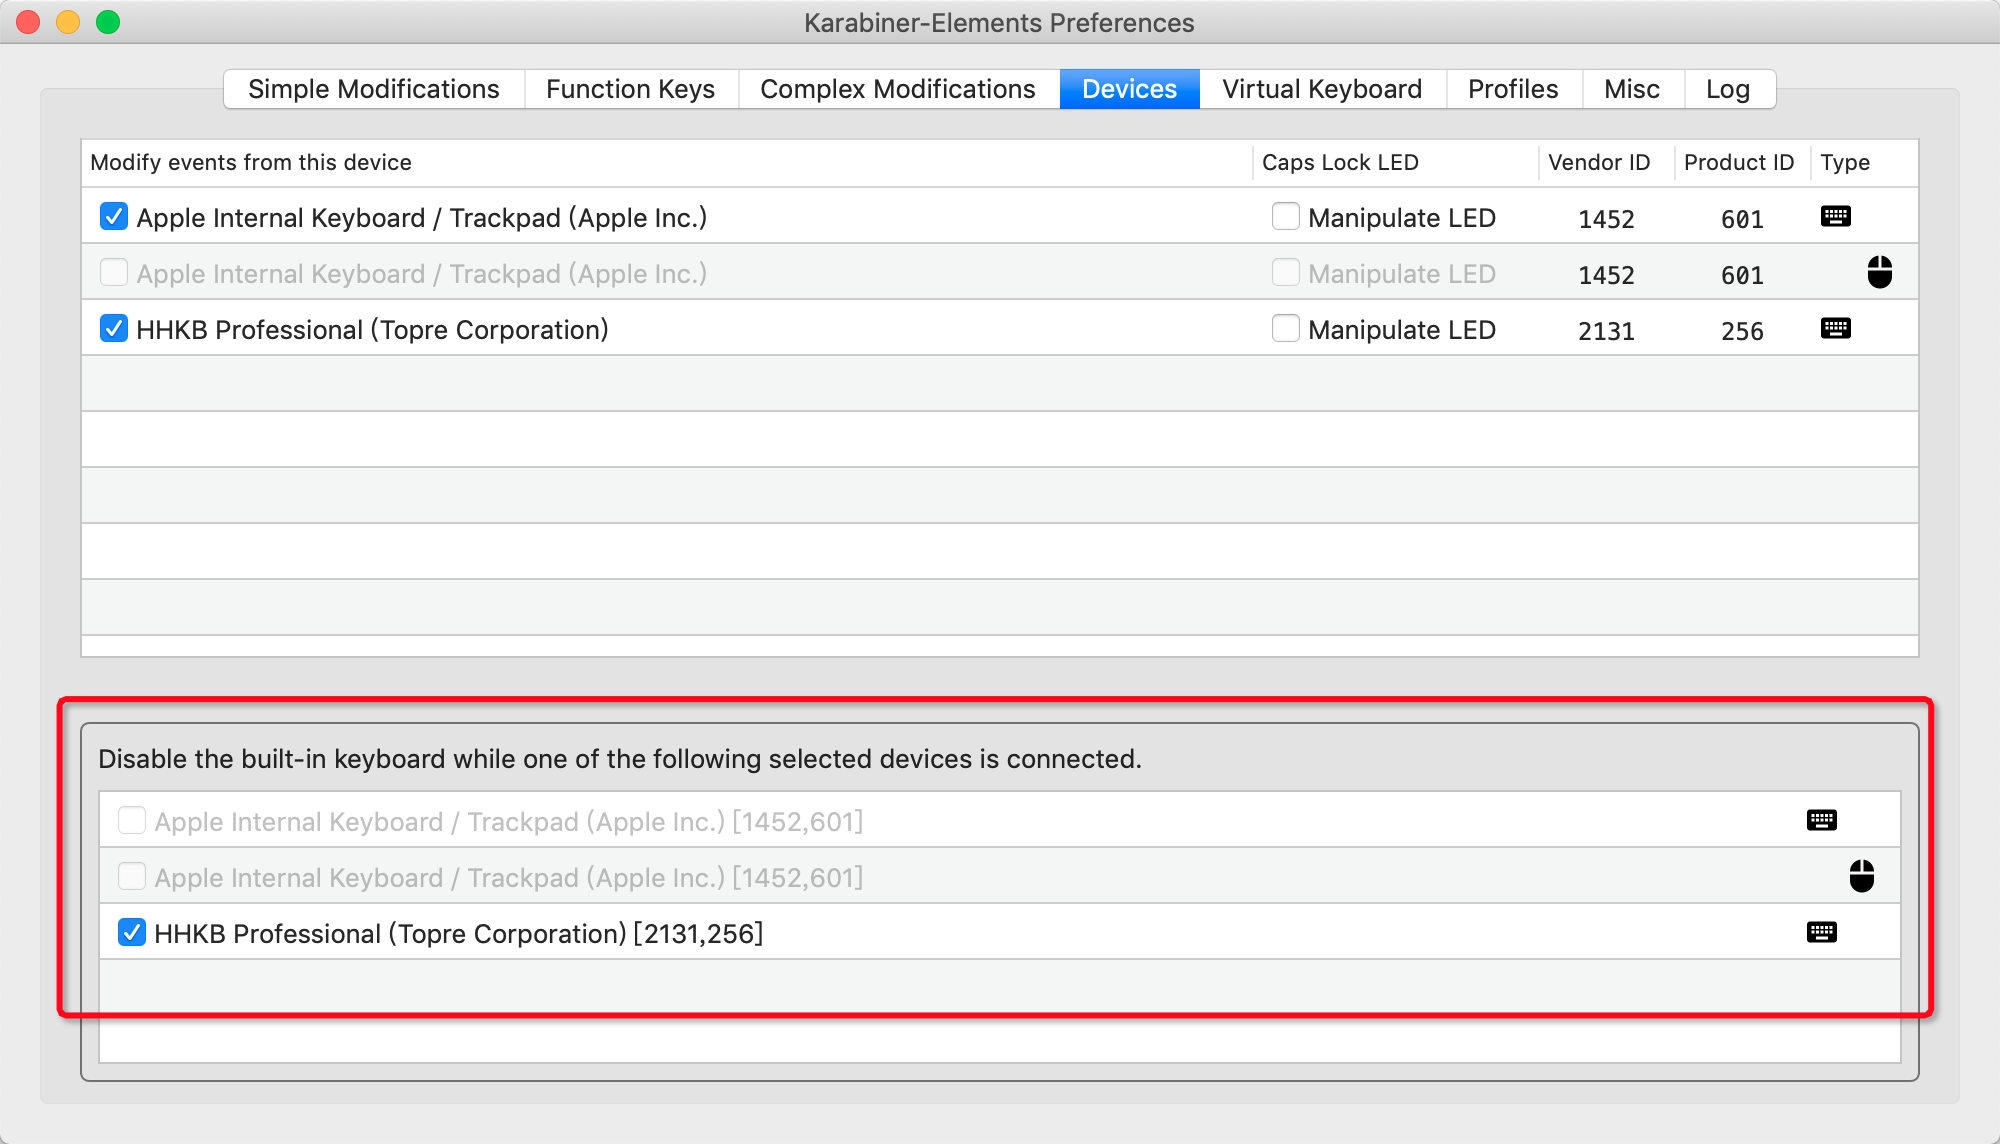 Karabiner-Elements Preferences
Simple Modifications Function Keys Complex Modifications Devices Virtual Keyboard Profiles Misc Log
Modify events from this device Caps Lock LED Vendor ID Product ID Type
Apple Internal Keyboard / Trackpad (Apple Inc.) Manipulate LED 1452 601
Apple Internal Keyboard / Trackpad (Apple Inc.) Manipulate LED 1452 601
HHKB Professional (Topre Corporation) Manipulate LED 2131 256
Disable the built-in keyboard while one of the following selected devices is connected.
Apple Internal Keyboard / Trackpad (Apple Inc.) [1452,601]
Apple Internal Keyboard / Trackpad (Apple Inc.) [1452,601]
HHKB Professional (Topre Corporation) [2131,256]